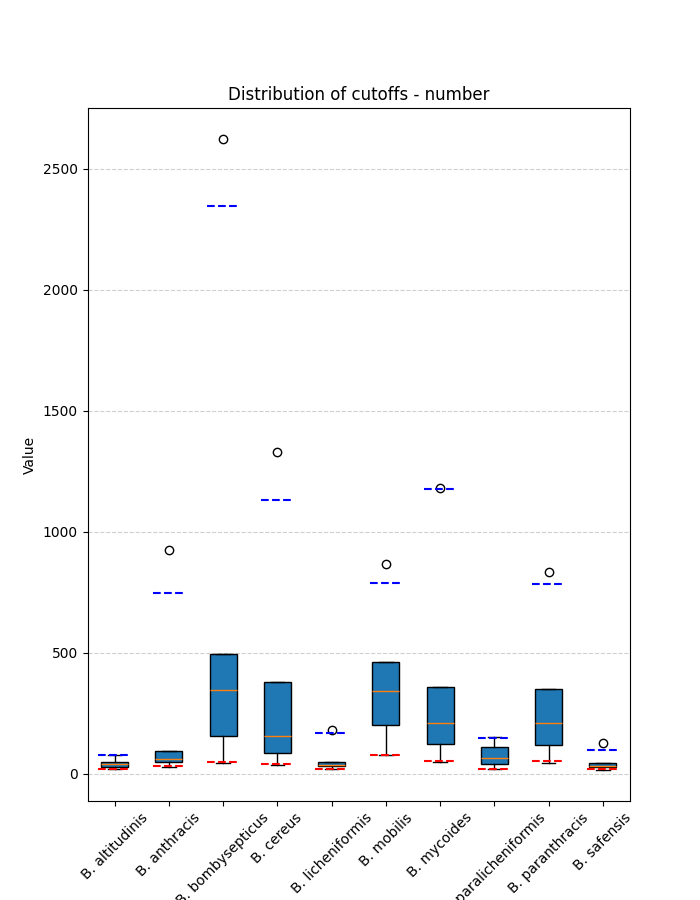 Distribution of cutoffs - number
Value
2500
2000
1500
1000
500
0
B. altitudinis
B. anthracis
B. bombysepticus
B. cereus
B. licheniformis
B. mobilis
B. mycoides
paralicheniformis
B. paranthracis
B. safensis